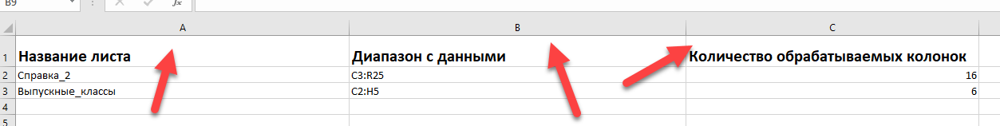 B9
A B C
1 Название листа Диапазон с данными Количество обрабатываемых колонок
2 Справка_2 C3:R25 16
3 Выпускные_классы C2:H5 6
4
5